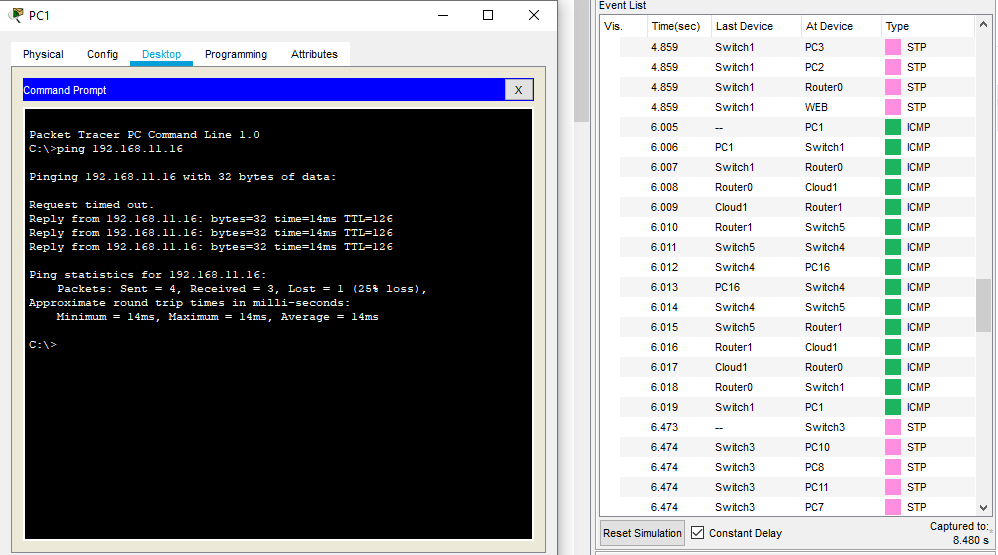 PC1
Physical Config Desktop Programming Attributes
Command Prompt
X
Packet Tracer PC Command Line 1.0
C:\>ping 192.168.11.16
Pinging 192.168.11.16 with 32 bytes of data:
Request timed out.
Reply from 192.168.11.16: bytes=32 time=14ms TTL=126
Reply from 192.168.11.16: bytes=32 time=14ms TTL=126
Reply from 192.168.11.16: bytes=32 time=14ms TTL=126
Ping statistics for 192.168.11.16:
Packets: Sent = 4, Received = 3, Lost = 1 (25% loss),
Approximate round trip times in milli-seconds:
Minimum = 14ms, Maximum = 14ms, Average = 14ms
C:\>
Event List
Vis. Time(sec) Last Device At Device Type
4.859 Switch1 PC3 STP
4.859 Switch1 PC2 STP
4.859 Switch1 Router0 STP
4.859 Switch1 WEB STP
6.005 -- PC1 ICMP
6.006 PC1 Switch1 ICMP
6.007 Switch1 Router0 ICMP
6.008 Router0 Cloud1 ICMP
6.009 Cloud1 Router1 ICMP
6.010 Router1 Switch5 ICMP
6.011 Switch5 Switch4 ICMP
6.012 Switch4 PC16 ICMP
6.013 PC16 Switch4 ICMP
6.014 Switch4 Switch5 ICMP
6.015 Switch5 Router1 ICMP
6.016 Router1 Cloud1 ICMP
6.017 Cloud1 Router0 ICMP
6.018 Router0 Switch1 ICMP
6.019 Switch1 PC1 ICMP
6.473 -- Switch3 STP
6.474 Switch3 PC10 STP
6.474 Switch3 PC8 STP
6.474 Switch3 PC11 STP
6.474 Switch3 PC7 STP
Reset Simulation Constant Delay
Captured to:
8.480 s